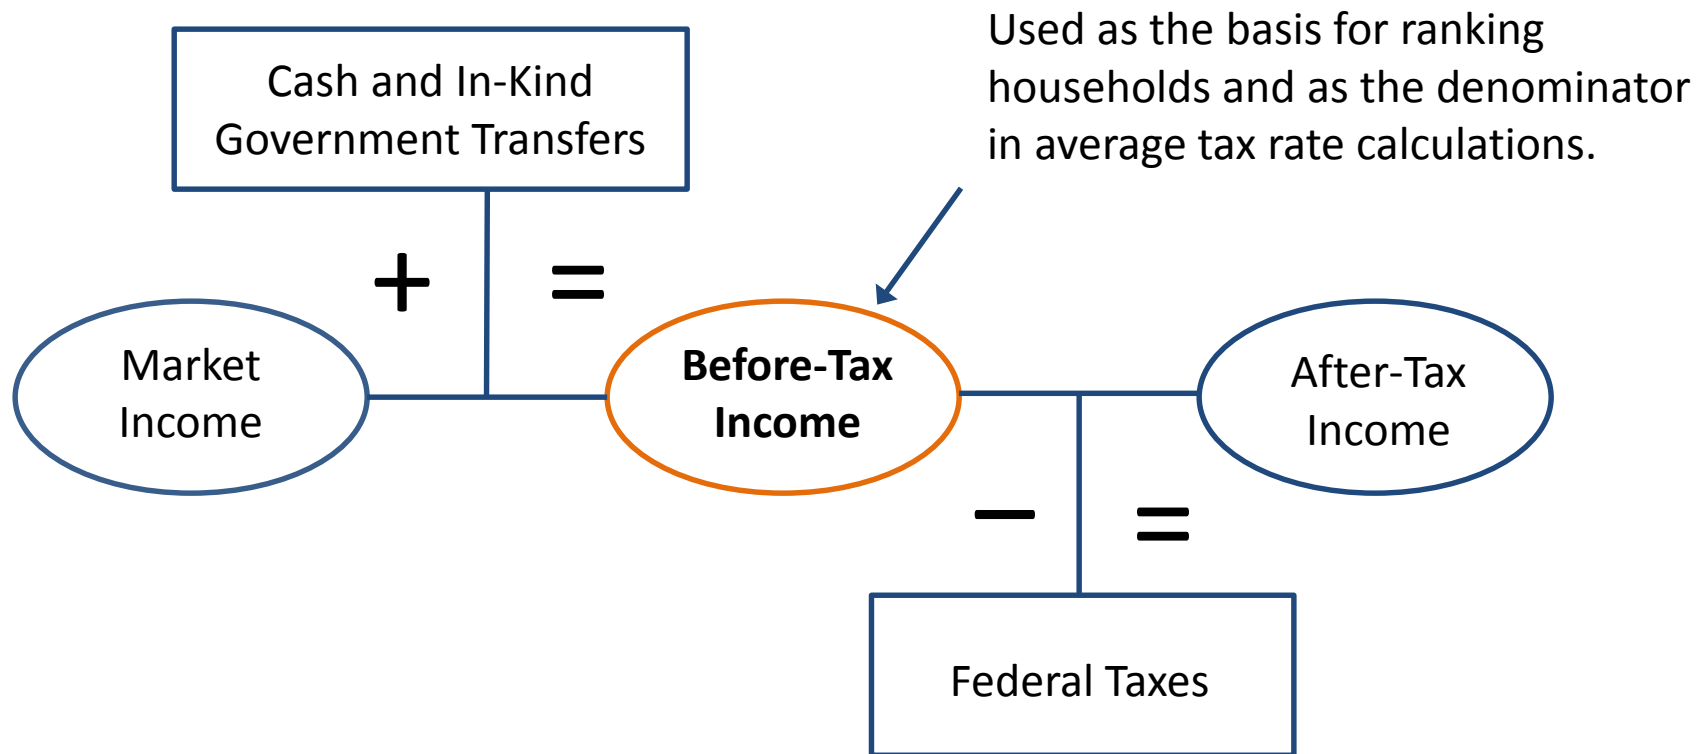 Used as the basis for ranking
households and as the denominator
in average tax rate calculations.
Cash and In-Kind
Government Transfers
+
=
Market
Income
Before-Tax
Income
After-Tax
Income
–
=
Federal Taxes